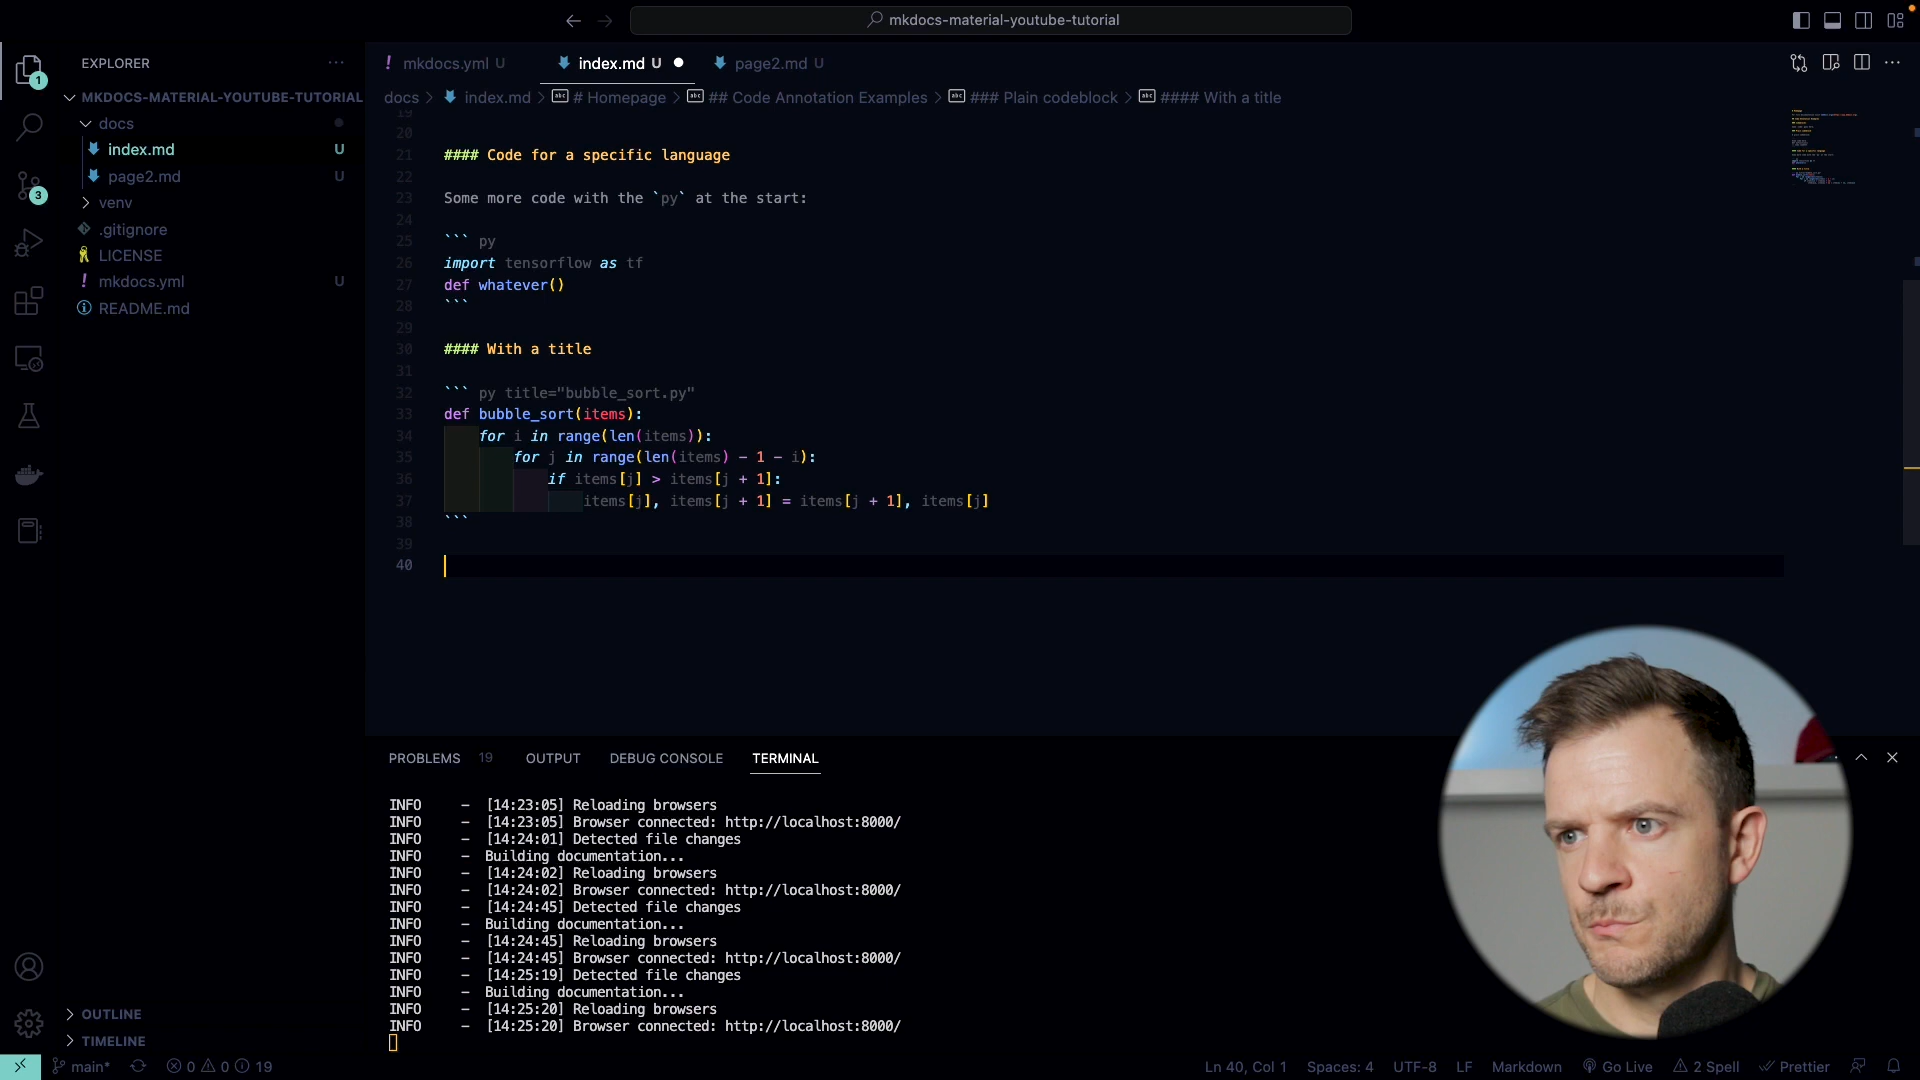 mkdocs-material-youtube-tutorial
EXPLORER
MKDOCS-MATERIAL-YOUTUBE-TUTORIAL
docs
index.md U
page2.md U
venv
.gitignore
LICENSE
mkdocs.yml U
README.md
OUTLINE
TIMELINE
1
3
mkdocs.yml U
index.md U
page2.md U
docs > index.md > # Homepage > ## Code Annotation Examples > ### Plain codeblock > #### With a title
19
20
21 #### Code for a specific language
22
23 Some more code with the `py` at the start:
24
25 ``` py
26 import tensorflow as tf
27 def whatever()
28 ```
29
30 #### With a title
31
32 ``` py title="bubble_sort.py"
33 def bubble_sort(items):
34 for i in range(len(items)):
35 for j in range(len(items) - 1 - i):
36 if items[j] > items[j + 1]:
37 items[j], items[j + 1] = items[j + 1], items[j]
38 ```
39
40
PROBLEMS 19 OUTPUT DEBUG CONSOLE TERMINAL
INFO - [14:23:05] Reloading browsers
INFO - [14:23:05] Browser connected: http://localhost:8000/
INFO - [14:24:01] Detected file changes
INFO - Building documentation...
INFO - [14:24:02] Reloading browsers
INFO - [14:24:02] Browser connected: http://localhost:8000/
INFO - [14:24:45] Detected file changes
INFO - Building documentation...
INFO - [14:24:45] Reloading browsers
INFO - [14:24:45] Browser connected: http://localhost:8000/
INFO - [14:25:19] Detected file changes
INFO - Building documentation...
INFO - [14:25:20] Reloading browsers
INFO - [14:25:20] Browser connected: http://localhost:8000/
main* 0 0 19 Ln 40, Col 1 Spaces: 4 UTF-8 LF Markdown Go Live 2 Spell Prettier